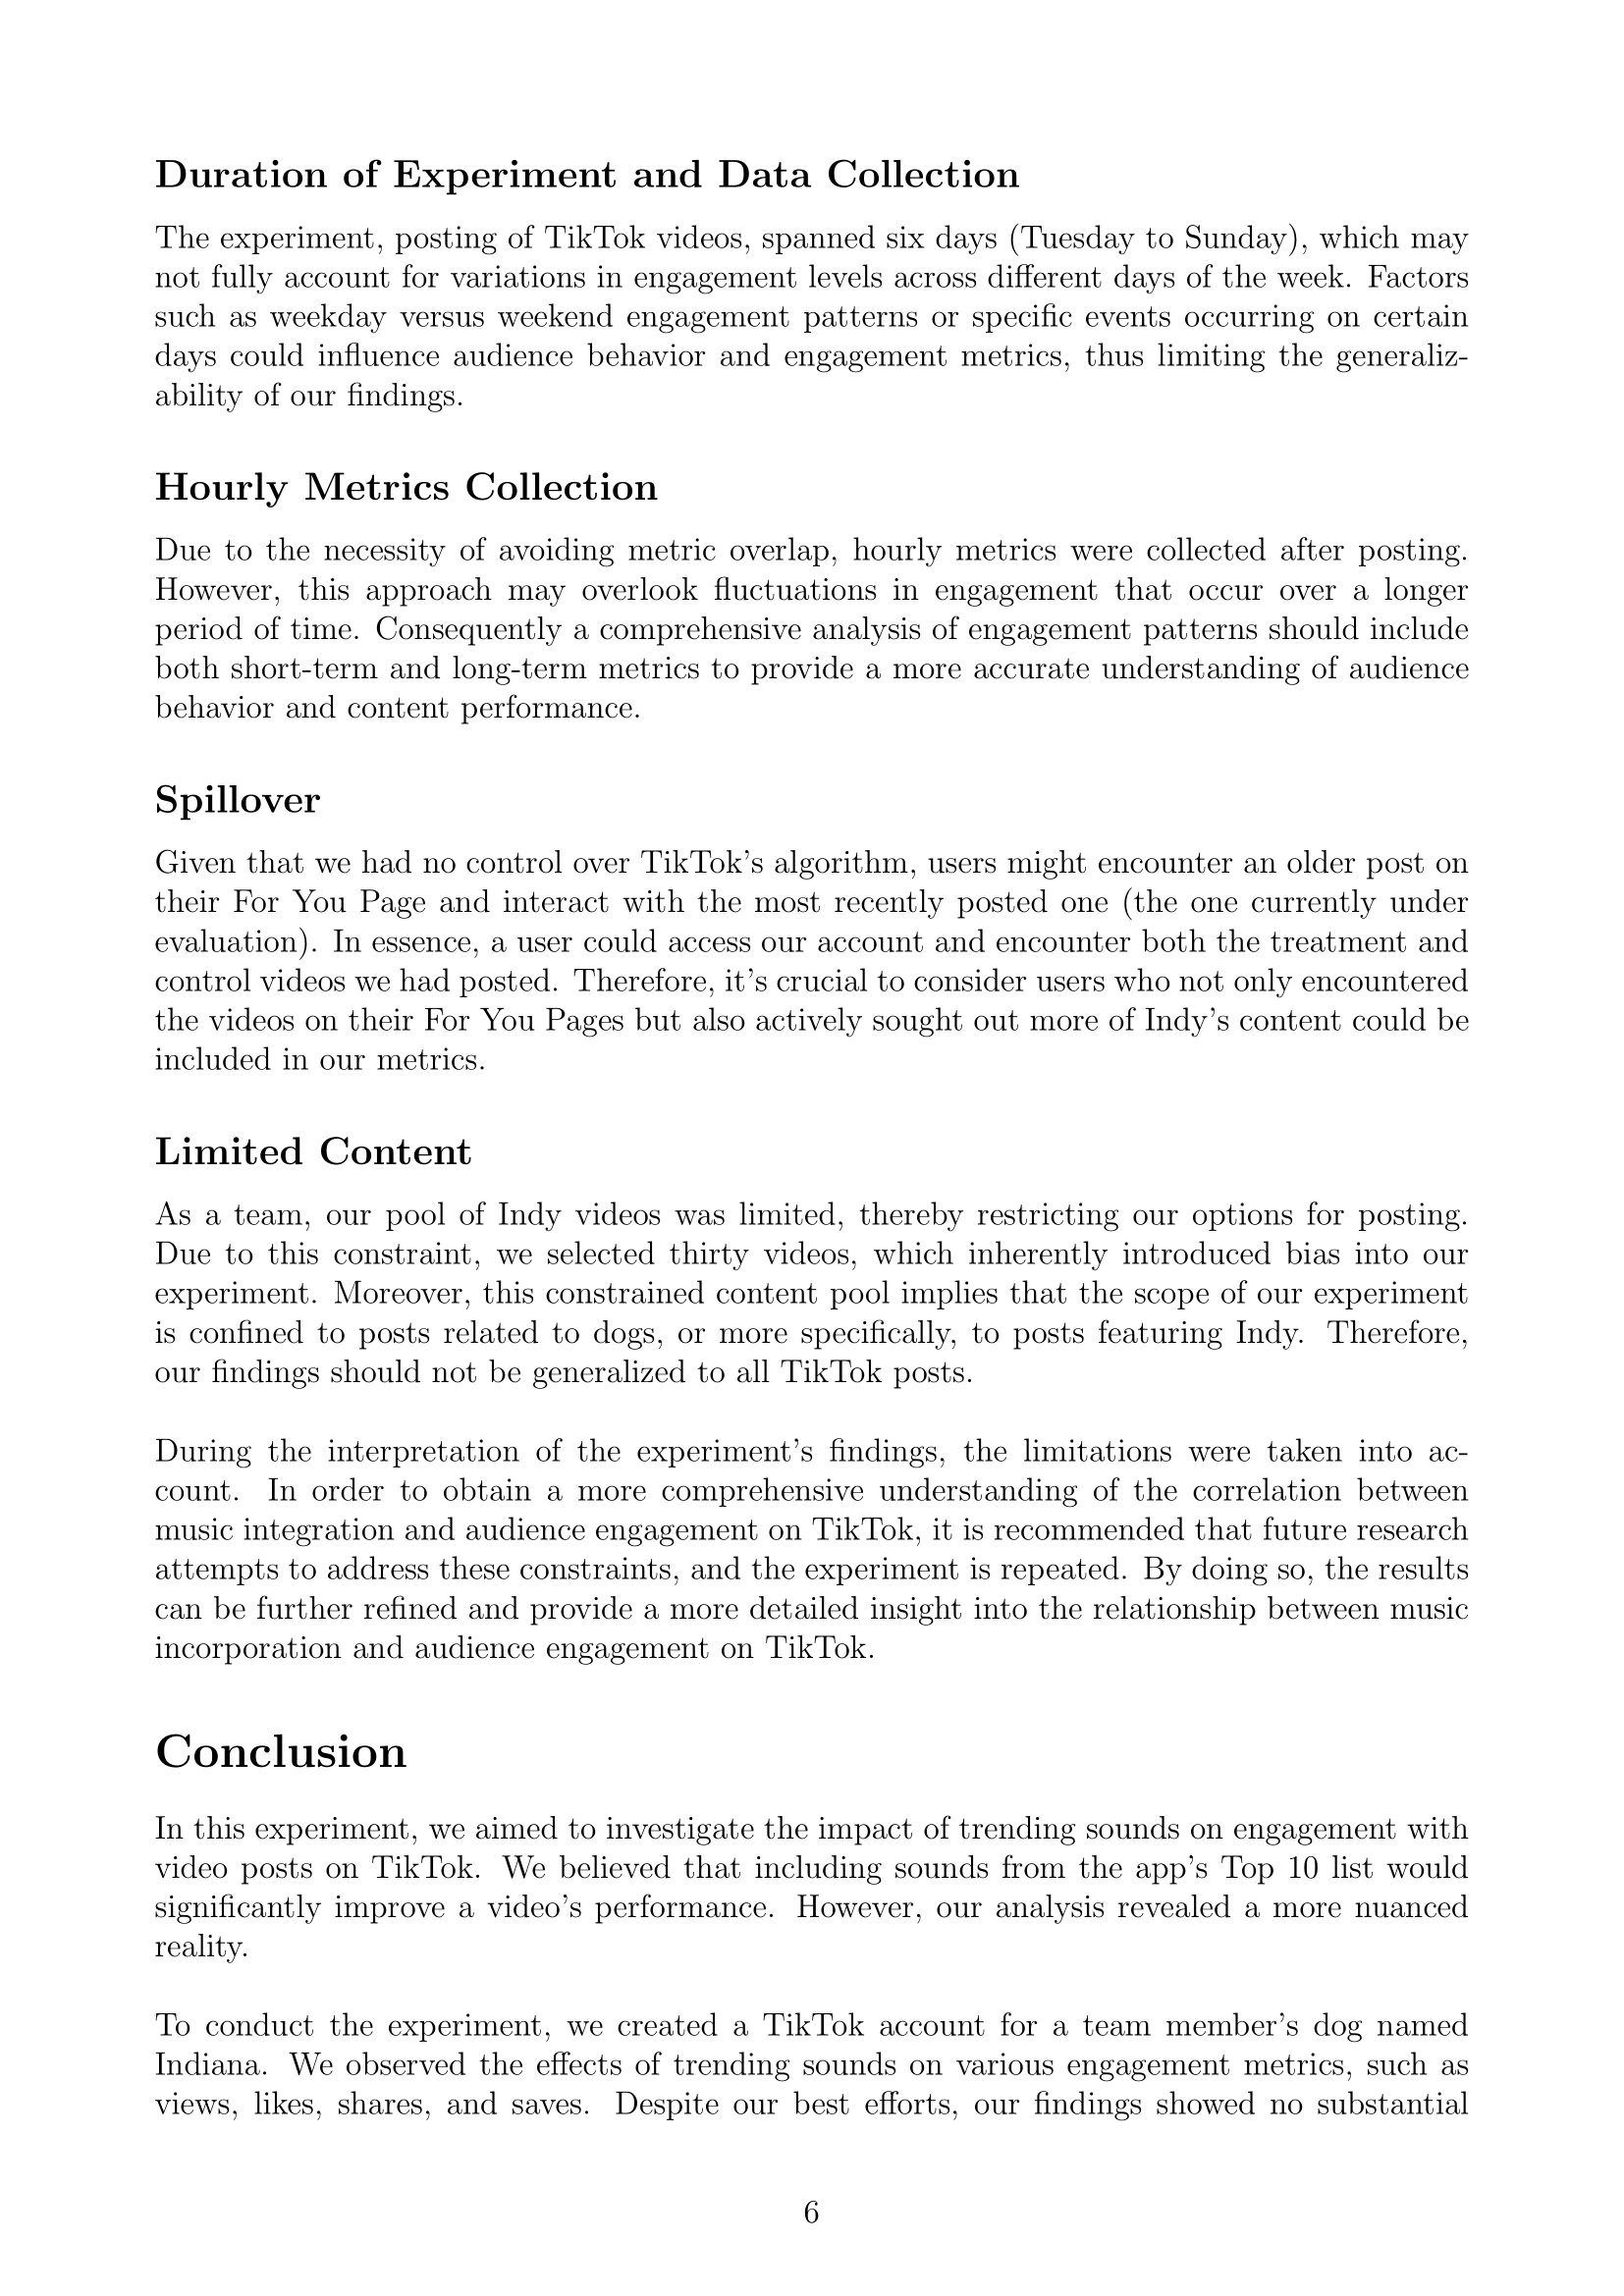 Duration of Experiment and Data Collection
The experiment, posting of TikTok videos, spanned six days (Tuesday to Sunday), which may
not fully account for variations in engagement levels across different days of the week. Factors
such as weekday versus weekend engagement patterns or specific events occurring on certain
days could influence audience behavior and engagement metrics, thus limiting the generaliz-
ability of our findings.
Hourly Metrics Collection
Due to the necessity of avoiding metric overlap, hourly metrics were collected after posting.
However, this approach may overlook fluctuations in engagement that occur over a longer
period of time. Consequently a comprehensive analysis of engagement patterns should include
both short-term and long-term metrics to provide a more accurate understanding of audience
behavior and content performance.
Spillover
Given that we had no control over TikTok's algorithm, users might encounter an older post on
their For You Page and interact with the most recently posted one (the one currently under
evaluation). In essence, a user could access our account and encounter both the treatment and
control videos we had posted. Therefore, it's crucial to consider users who not only encountered
the videos on their For You Pages but also actively sought out more of Indy's content could be
included in our metrics.
Limited Content
As a team, our pool of Indy videos was limited, thereby restricting our options for posting.
Due to this constraint, we selected thirty videos, which inherently introduced bias into our
experiment. Moreover, this constrained content pool implies that the scope of our experiment
is confined to posts related to dogs, or more specifically, to posts featuring Indy. Therefore,
our findings should not be generalized to all TikTok posts.
During the interpretation of the experiment's findings, the limitations were taken into ac-
count. In order to obtain a more comprehensive understanding of the correlation between
music integration and audience engagement on TikTok, it is recommended that future research
attempts to address these constraints, and the experiment is repeated. By doing so, the results
can be further refined and provide a more detailed insight into the relationship between music
incorporation and audience engagement on TikTok.
Conclusion
In this experiment, we aimed to investigate the impact of trending sounds on engagement with
video posts on TikTok. We believed that including sounds from the app's Top 10 list would
significantly improve a video's performance. However, our analysis revealed a more nuanced
reality.
To conduct the experiment, we created a TikTok account for a team member's dog named
Indiana. We observed the effects of trending sounds on various engagement metrics, such as
views, likes, shares, and saves. Despite our best efforts, our findings showed no substantial
6